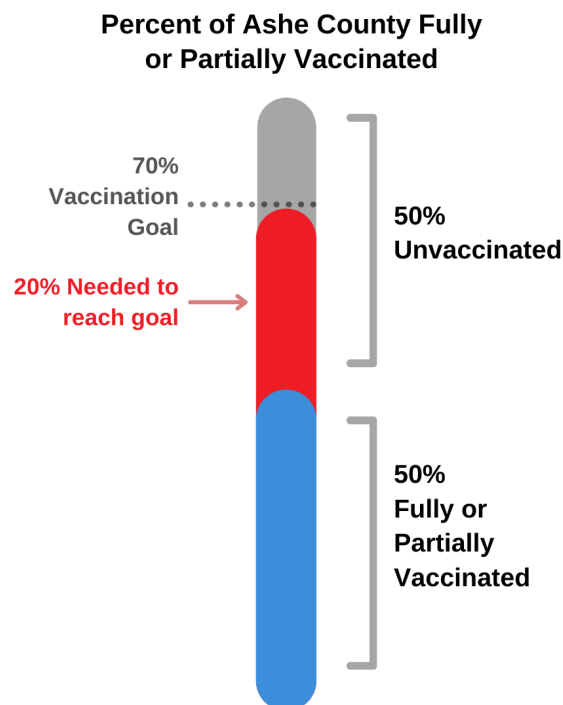 Percent of Ashe County Fully
or Partially Vaccinated
70%
Vaccination
Goal
50%
Unvaccinated
20% Needed to
reach goal
50%
Fully or
Partially
Vaccinated